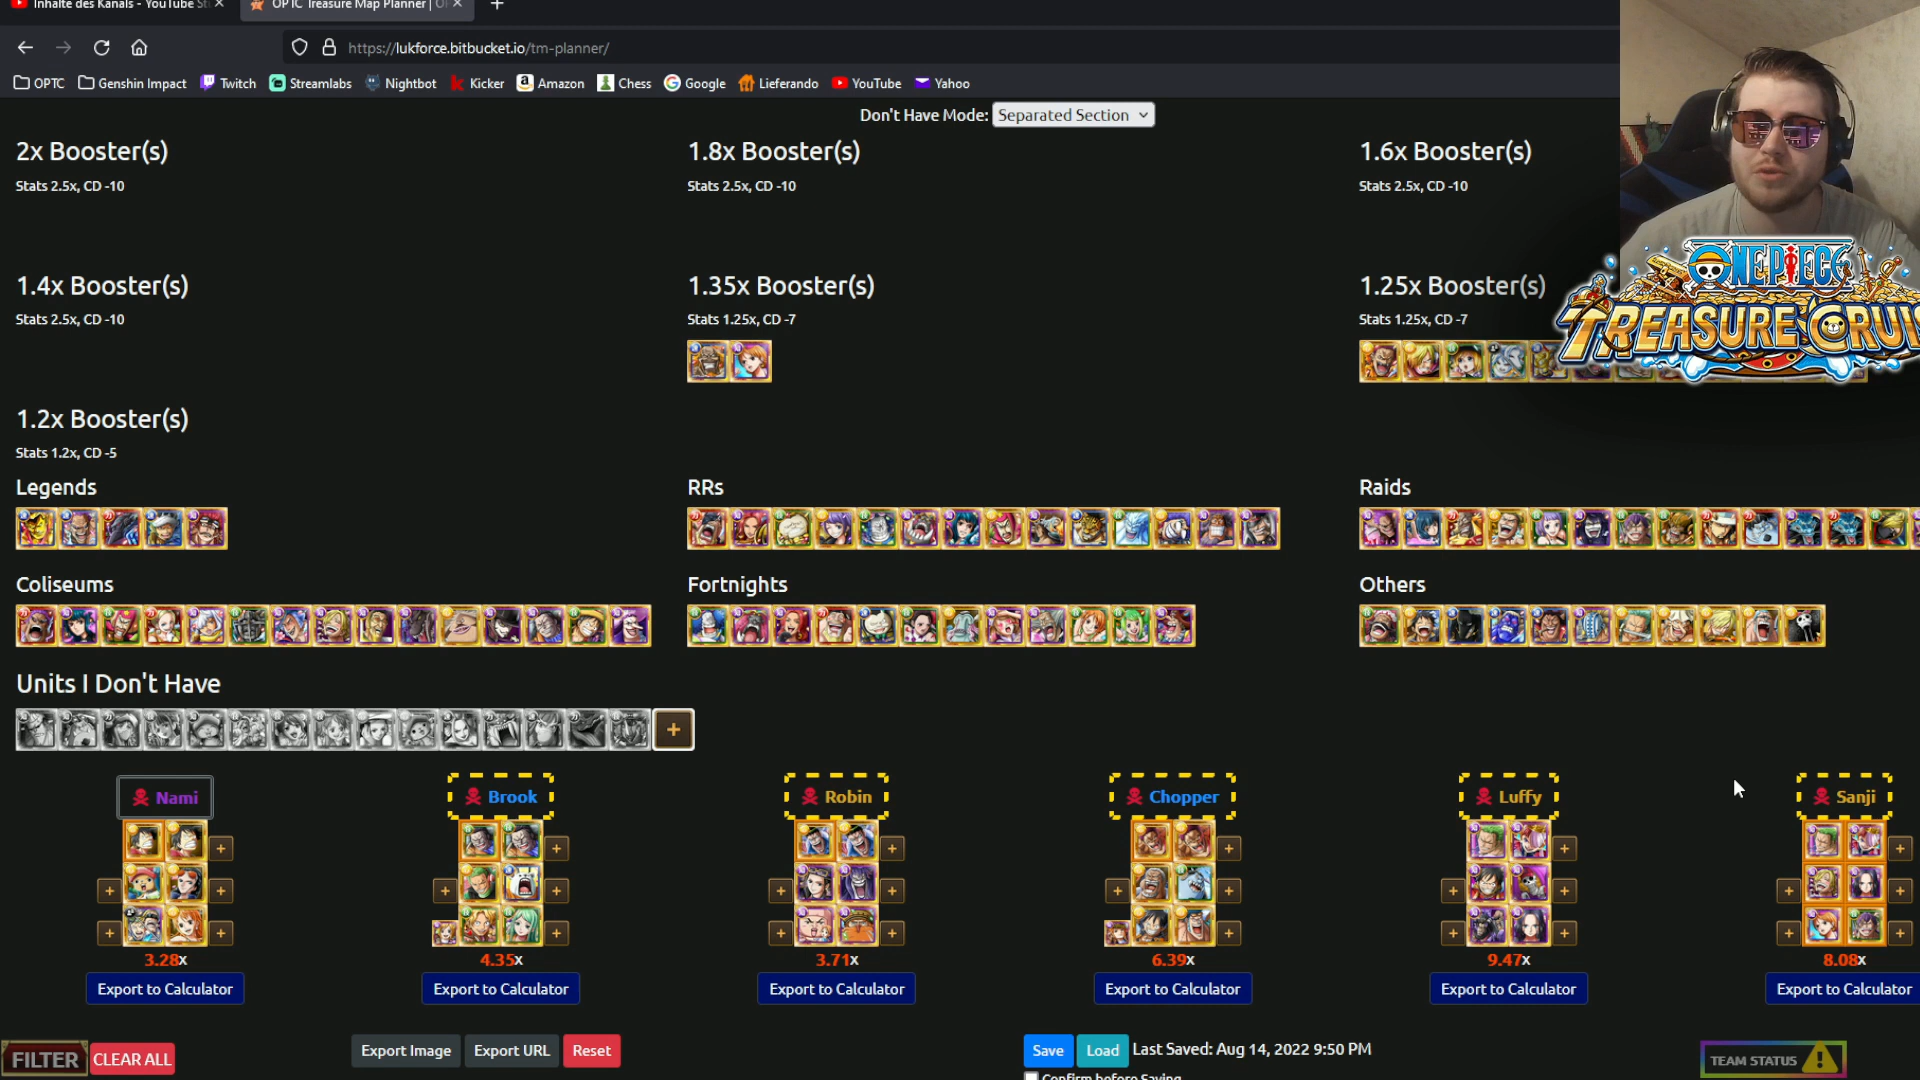 Inhalte des Kanals - YouTube St
OPTC Treasure Map Planner | O
https://lukforce.bitbucket.io/tm-planner/
OPTC
Genshin Impact
Twitch
Streamlabs
Nightbot
Kicker
Amazon
Chess
Google
Lieferando
YouTube
Yahoo
Don't Have Mode: Separated Section
2x Booster(s)
Stats 2.5x, CD -10
1.8x Booster(s)
Stats 2.5x, CD -10
1.6x Booster(s)
Stats 2.5x, CD -10
1.4x Booster(s)
Stats 2.5x, CD -10
1.35x Booster(s)
Stats 1.25x, CD -7
1.25x Booster(s)
Stats 1.25x, CD -7
ONE PIECE
TREASURE CRUIS
1.2x Booster(s)
Stats 1.2x, CD -5
Legends
RRs
Raids
Coliseums
Fortnights
Others
Units I Don't Have
Nami
Brook
Robin
Chopper
Luffy
Sanji
3.28x
4.35x
3.71x
6.39x
9.47x
8.08x
Export to Calculator
Export to Calculator
Export to Calculator
Export to Calculator
Export to Calculator
Export to Calculator
FILTER
CLEAR ALL
Export Image
Export URL
Reset
Save
Load
Last Saved: Aug 14, 2022 9:50 PM
Confirm before Saving
TEAM STATUS